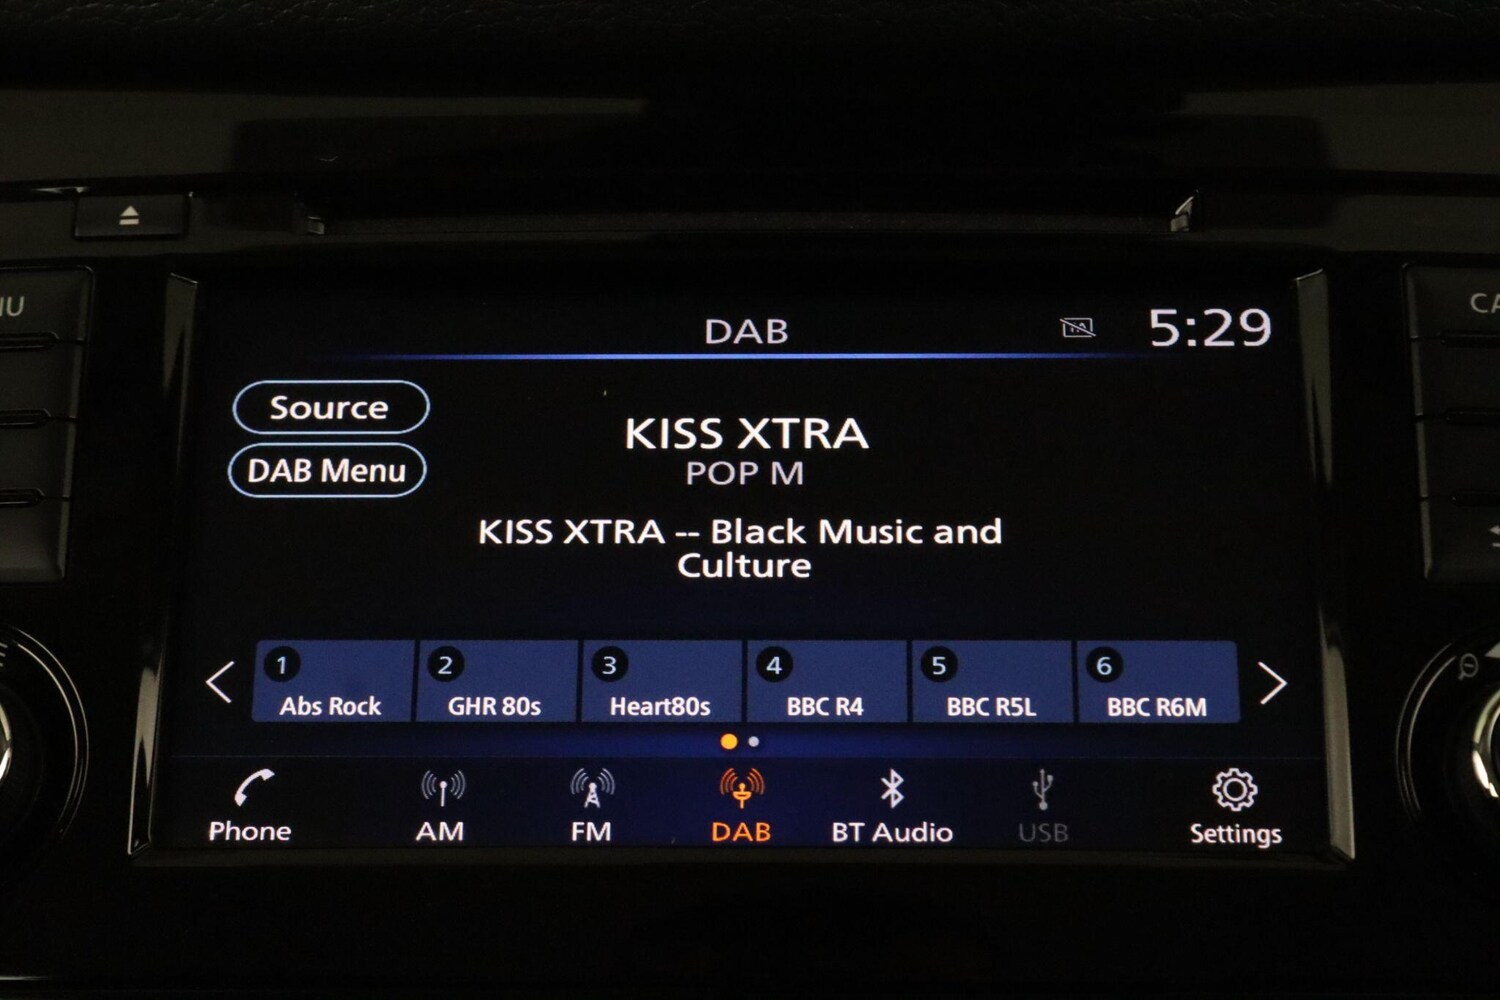 DAB
5:29
Source
DAB Menu
KISS XTRA
POP M
KISS XTRA -- Black Music and
Culture
1 2 3 4 5 6
Abs Rock GHR 80s Heart80s BBC R4 BBC R5L BBC R6M
Phone AM FM DAB BT Audio USB Settings